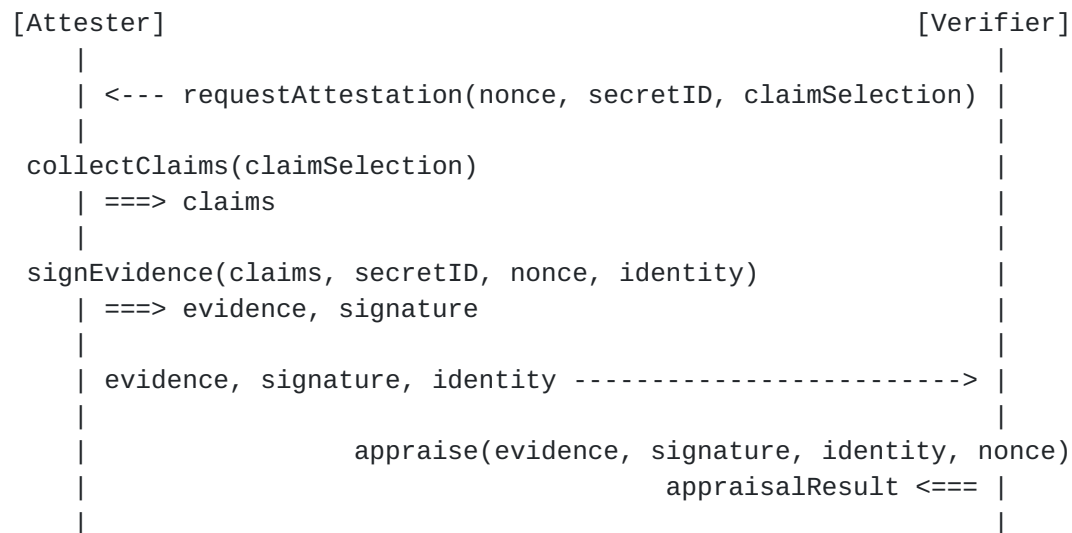 [Attester] [Verifier]
| |
| <--- requestAttestation(nonce, secretID, claimSelection) |
| |
collectClaims(claimSelection) |
| ===> claims |
| |
signEvidence(claims, secretID, nonce, identity) |
| ===> evidence, signature |
| |
| evidence, signature, identity -------------------------> |
| |
| appraise(evidence, signature, identity, nonce)
| appraisalResult <=== |
| |